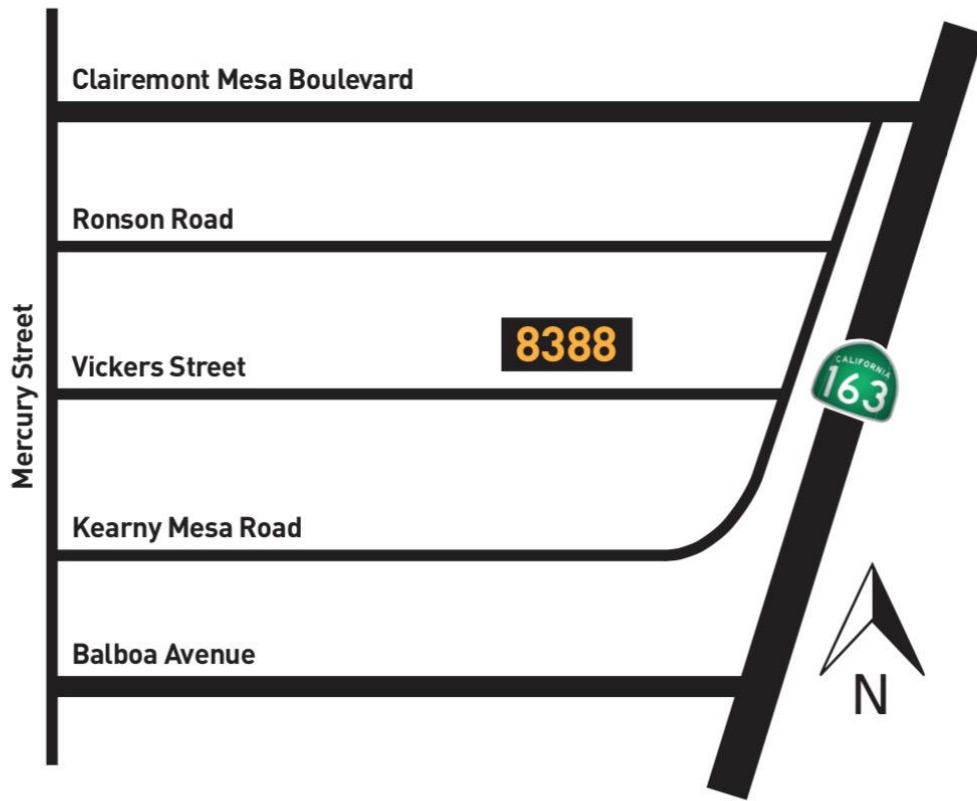 Clairemont Mesa Boulevard
Ronson Road
8388
Vickers Street
CALIFORNIA
163
Mercury Street
Kearny Mesa Road
Balboa Avenue
N